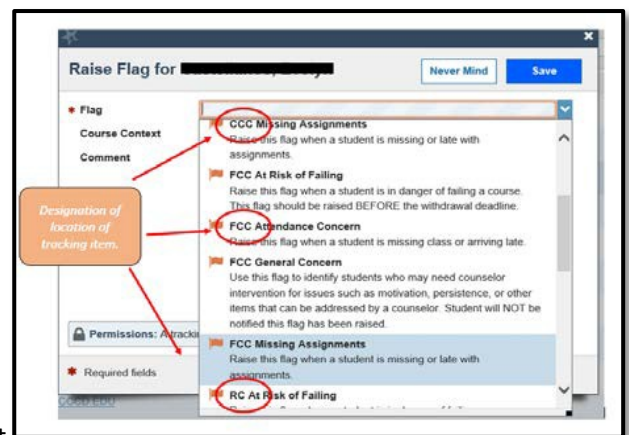 Raise Flag for
Never Mind
Save
* Flag
Course Context
Comment
CCC Missing Assignments
Raise this flag when a student is missing or late with
assignments.
FCC At Risk of Failing
Raise this flag when a student is in danger of failing a course.
This flag should be raised BEFORE the withdrawal deadline.
FCC Attendance Concern
Raise this flag when a student is missing class or arriving late.
FCC General Concern
Use this flag to identify students who may need counselor
intervention for issues such as motivation, persistence, or other
items that can be addressed by a counselor. Student will NOT be
notified this flag has been raised.
FCC Missing Assignments
Raise this flag when a student is missing or late with
assignments.
RC At Risk of Failing
Designation of
location of
tracking item.
Permissions: A
* Required fields